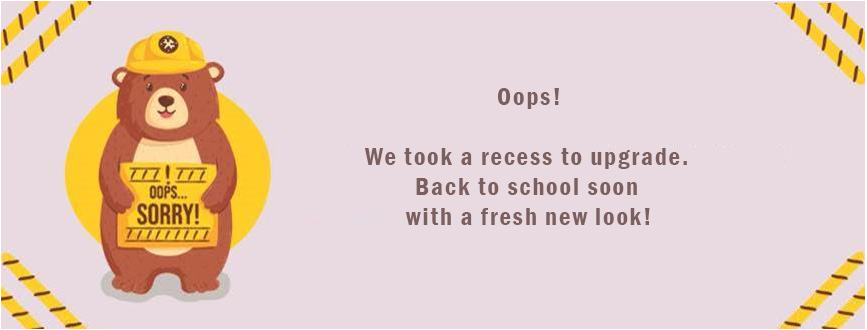 !
OOPS...
SORRY!
Oops!
We took a recess to upgrade.
Back to school soon
with a fresh new look!